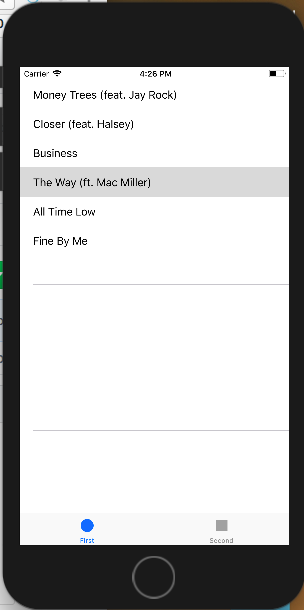 Carrier 4:26 PM
Money Trees (feat. Jay Rock)
Closer (feat. Halsey)
Business
The Way (ft. Mac Miller)
All Time Low
Fine By Me
First Second